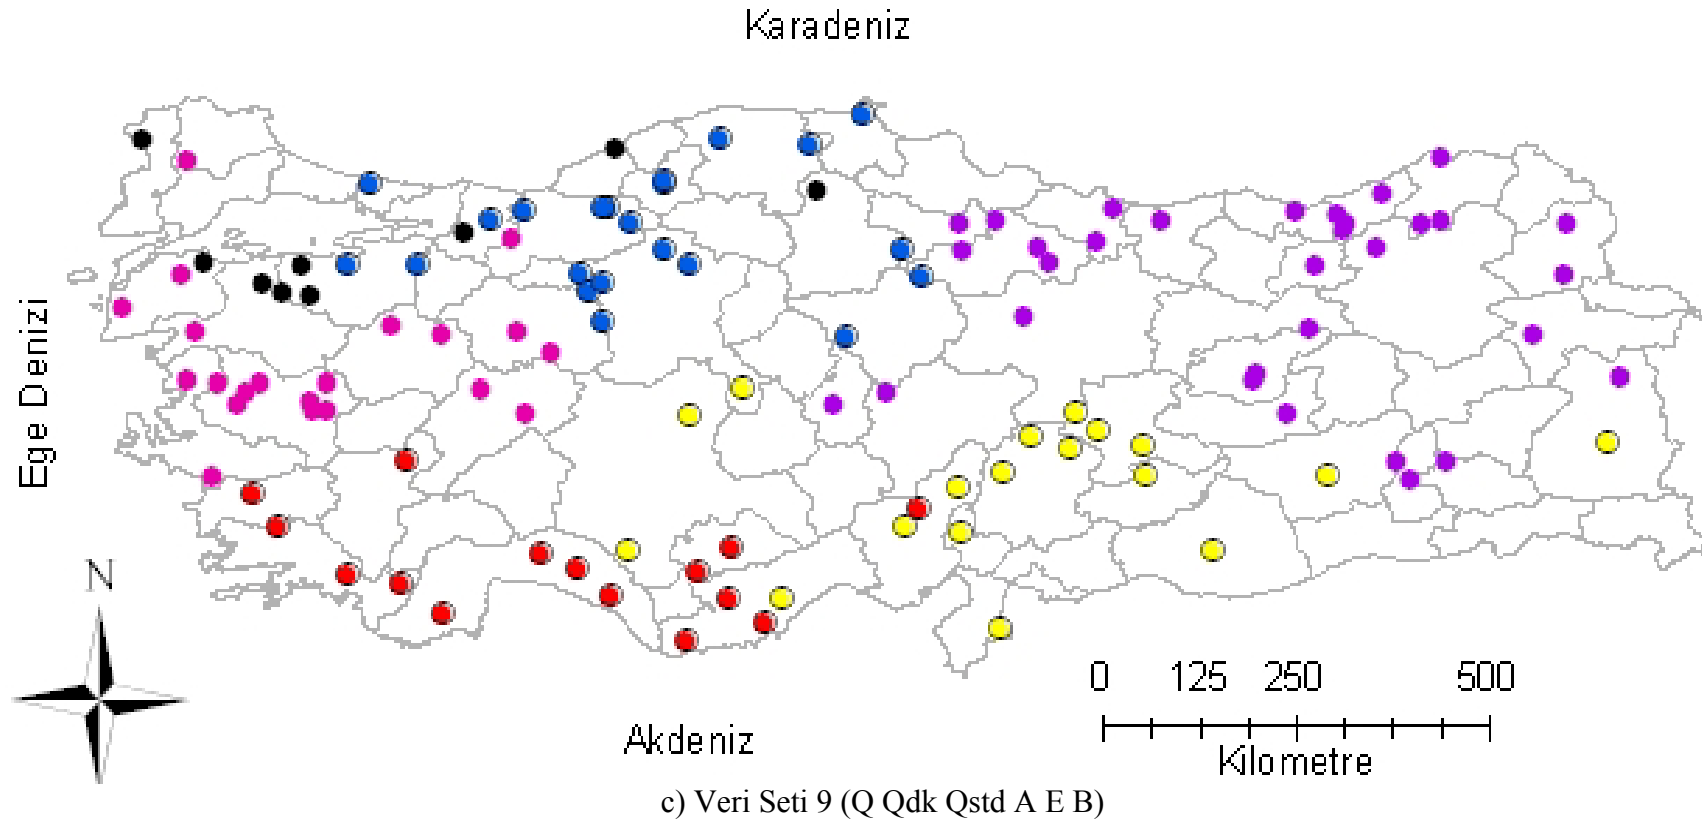 Karadeniz
Ege Denizi
N
0 125 250 500
Kilometre
Akdeniz
c) Veri Seti 9 (Q Qdk Qstd A E B)